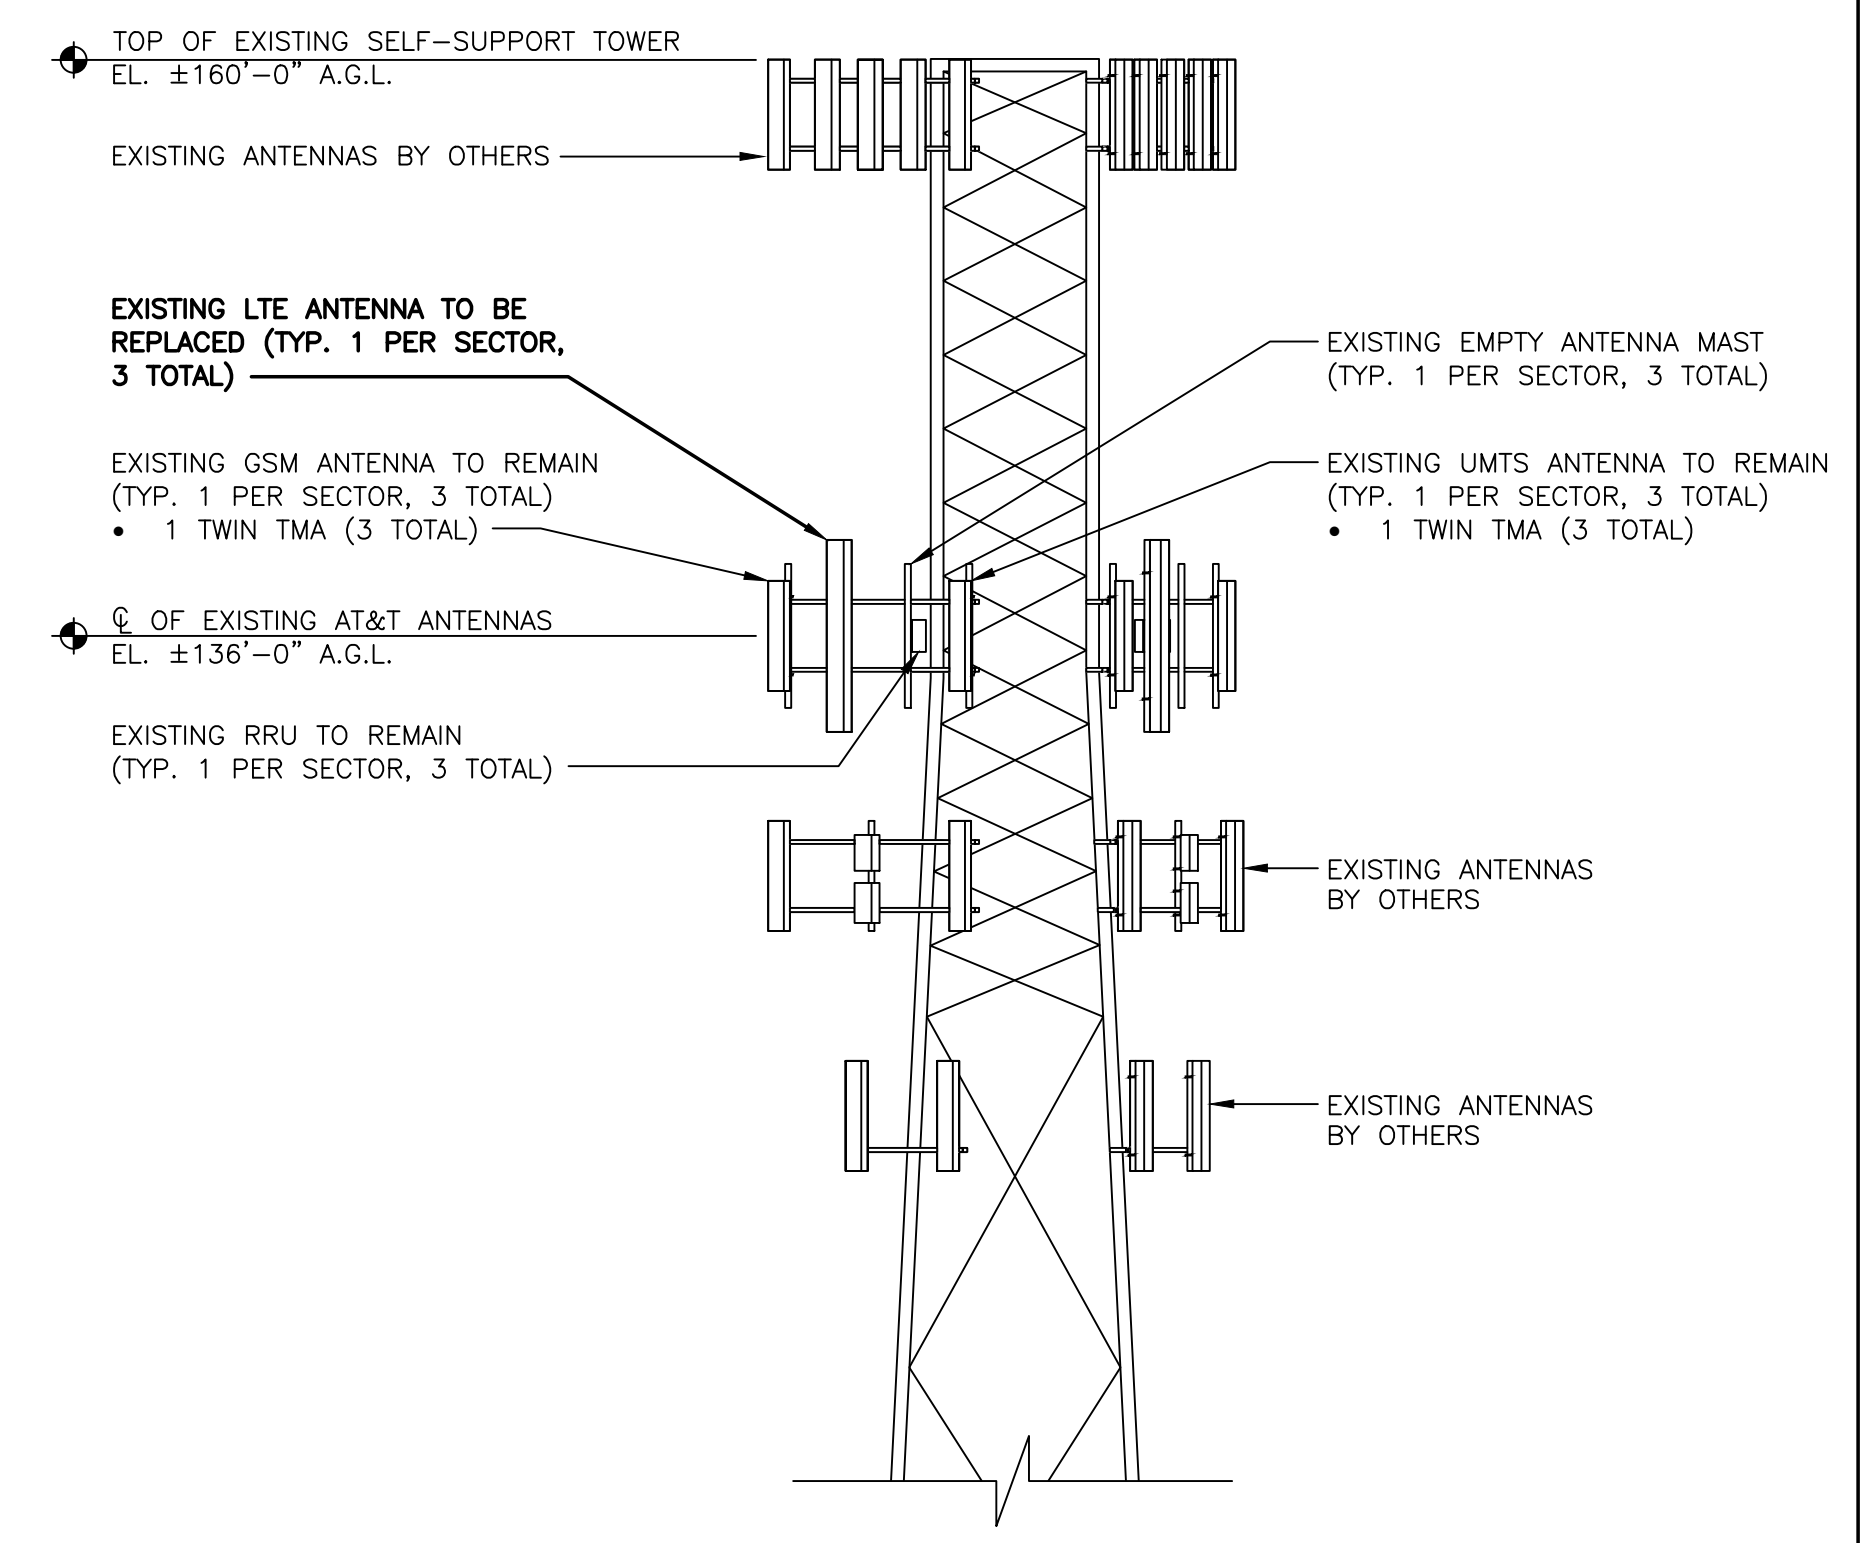 TOP OF EXISTING SELF-SUPPORT TOWER
EL. ±160'-0" A.G.L.
EXISTING ANTENNAS BY OTHERS
EXISTING LTE ANTENNA TO BE
REPLACED (TYP. 1 PER SECTOR,
3 TOTAL)
EXISTING GSM ANTENNA TO REMAIN
(TYP. 1 PER SECTOR, 3 TOTAL)
• 1 TWIN TMA (3 TOTAL)
℄ OF EXISTING AT&T ANTENNAS
EL. ±136'-0" A.G.L.
EXISTING RRU TO REMAIN
(TYP. 1 PER SECTOR, 3 TOTAL)
EXISTING EMPTY ANTENNA MAST
(TYP. 1 PER SECTOR, 3 TOTAL)
EXISTING UMTS ANTENNA TO REMAIN
(TYP. 1 PER SECTOR, 3 TOTAL)
• 1 TWIN TMA (3 TOTAL)
EXISTING ANTENNAS
BY OTHERS
EXISTING ANTENNAS
BY OTHERS